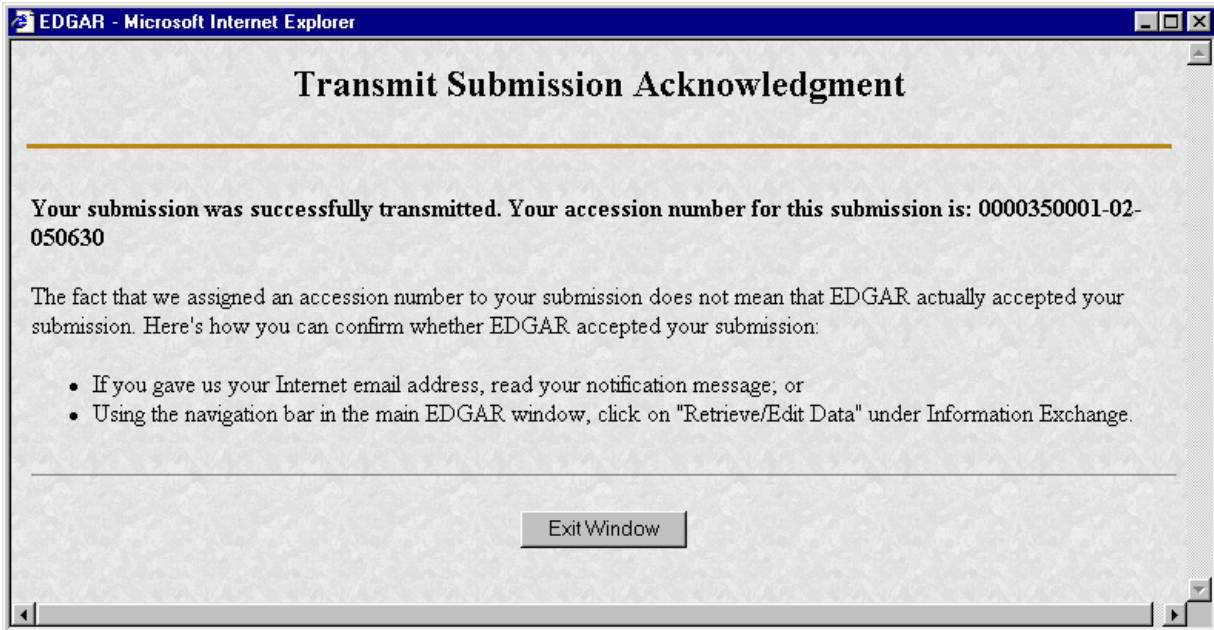 EDGAR - Microsoft Internet Explorer
Transmit Submission Acknowledgment
Your submission was successfully transmitted. Your accession number for this submission is: 0000350001-02-
050630
The fact that we assigned an accession number to your submission does not mean that EDGAR actually accepted your
submission. Here's how you can confirm whether EDGAR accepted your submission:
If you gave us your Internet email address, read your notification message; or
Using the navigation bar in the main EDGAR window, click on "Retrieve/Edit Data" under Information Exchange.
Exit Window